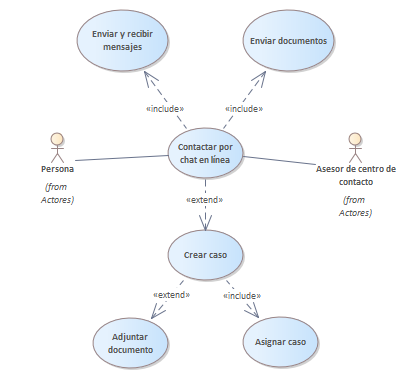 Enviar y recibir
mensajes
Enviar documentos
«include»
«include»
Contactar por
chat en línea
Persona
(from
Actores)
Asesor de centro de
contacto
(from
Actores)
«extend»
Crear caso
«extend»
«include»
Adjuntar
documento
Asignar caso